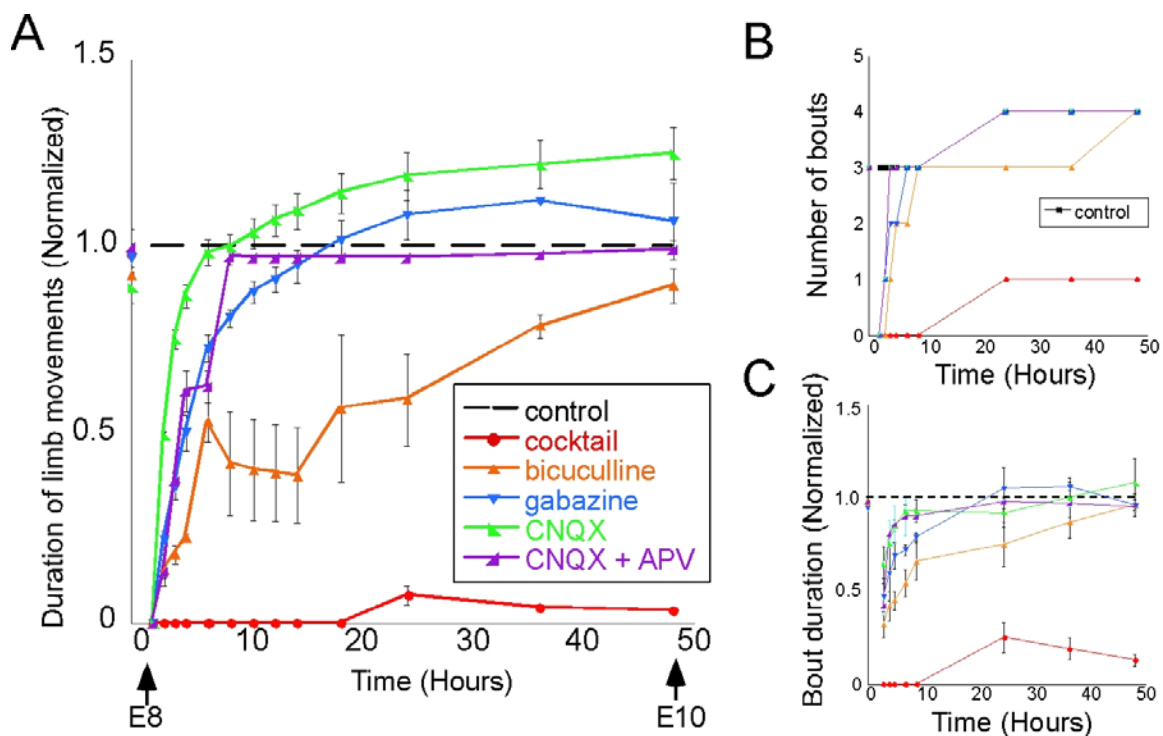 A
Duration of limb movements (Normalized)
1.5
1.0
0.5
0
0 10 20 30 40 50
Time (Hours)
E8
E10
control
cocktail
bicuculline
gabazine
CNQX
CNQX + APV
B
Number of bouts
5
4
3
2
1
0
0 10 20 30 40 50
Time (Hours)
control
C
Bout duration (Normalized)
1.5
1.0
0.5
0
0 10 20 30 40 50
Time (Hours)